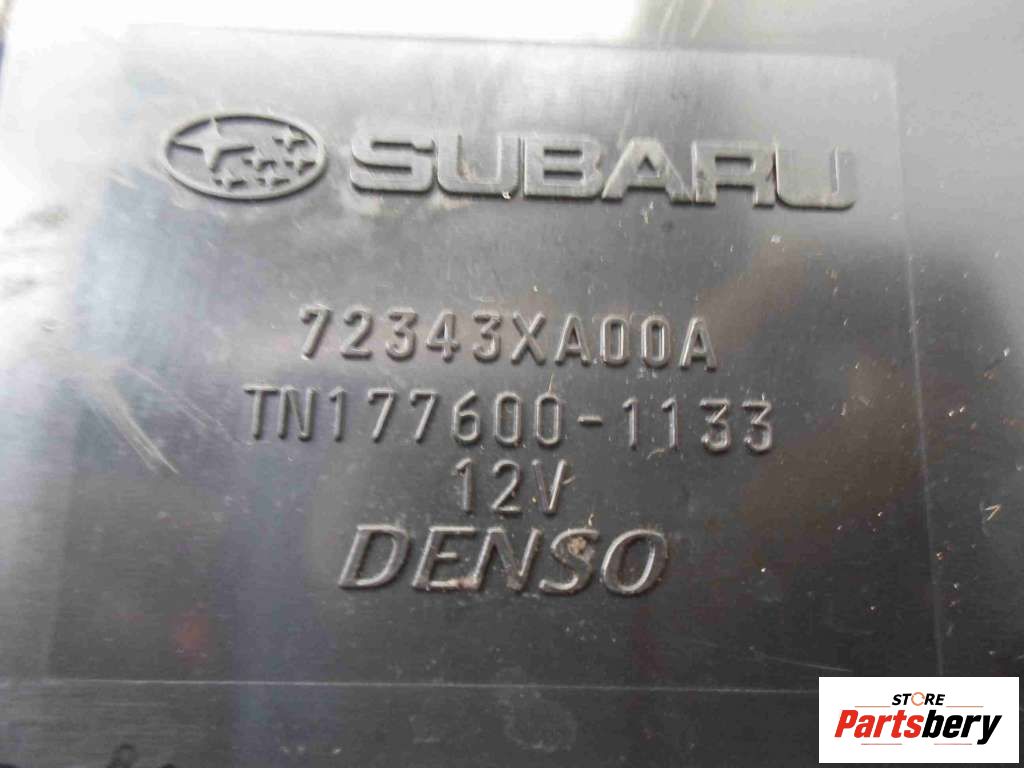 SUBARU
72343XA00A
TN177600-1133
12V
DENSO
STORE
Partsbery